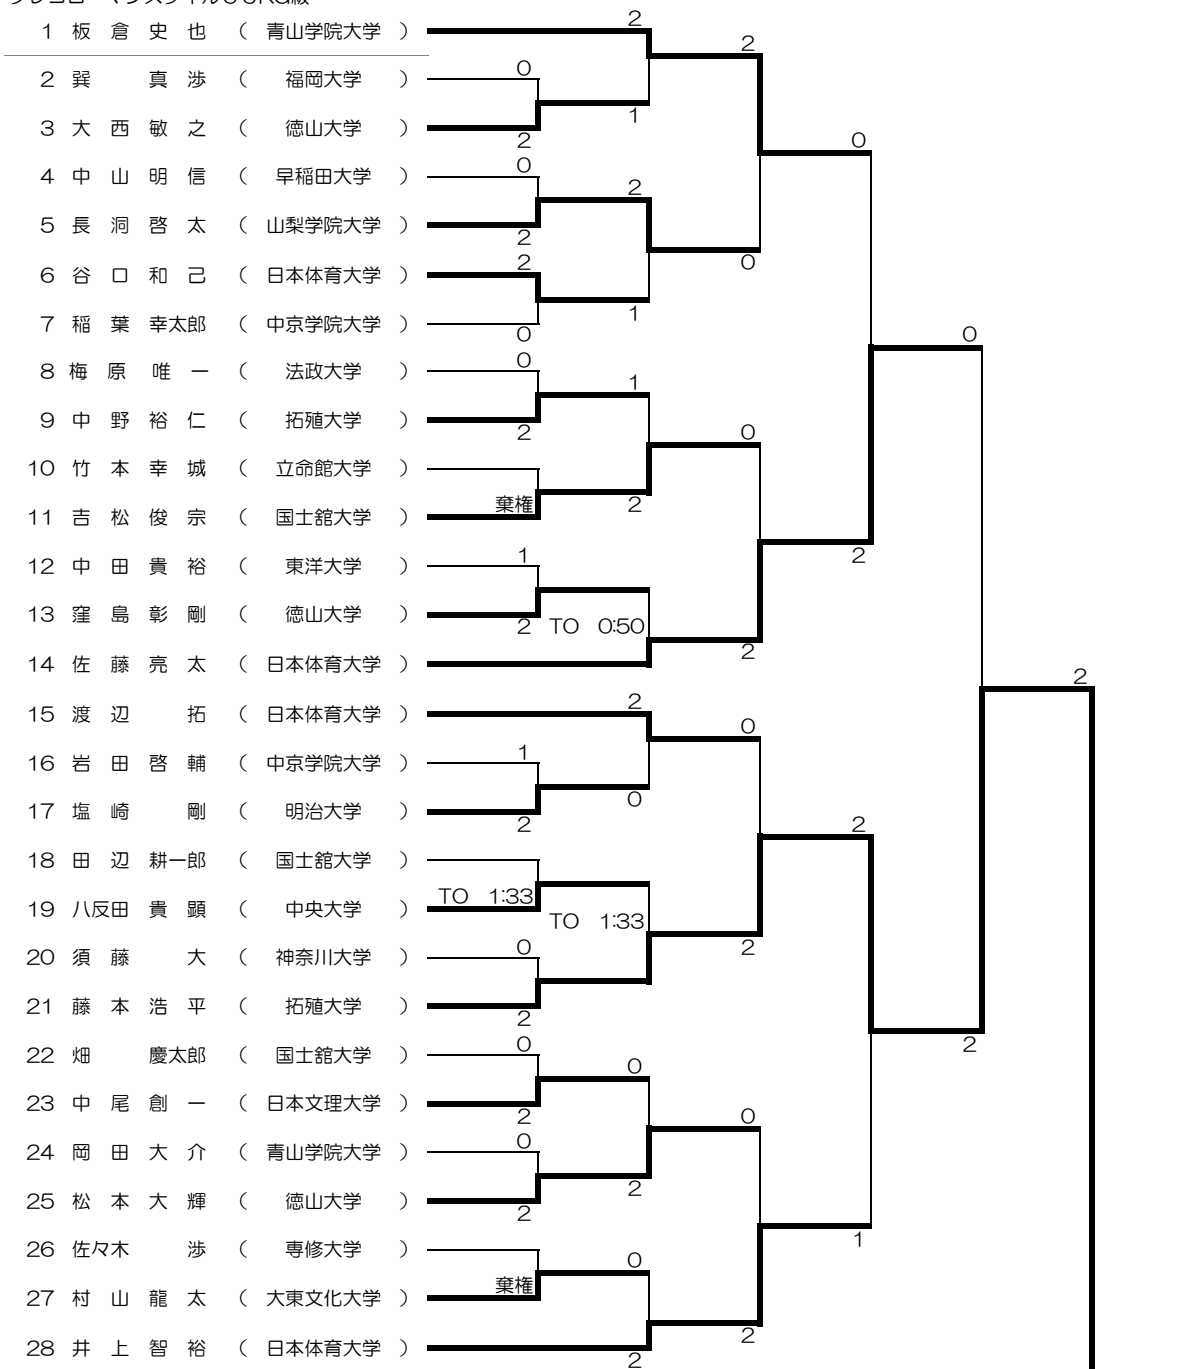 1 板倉史也 (青山学院大学) 2
2
2 巽 真渉 (福岡大学) 0
3 大西敏之 (徳山大学) 2
1
0
4 中山明信 (早稲田大学) 0
2
5 長洞啓太 (山梨学院大学) 2
0
6 谷口和己 (日本体育大学) 2
1
7 稲葉幸太郎 (中京学院大学) 0
0
8 梅原唯一 (法政大学) 0
1
9 中野裕仁 (拓殖大学) 2
0
10 竹本幸城 (立命館大学)
棄権 2
11 吉松俊宗 (国士舘大学)
12 中田貴裕 (東洋大学) 1
2
13 窪島彰剛 (徳山大学) 2 TO 0:50
2
14 佐藤亮太 (日本体育大学)
2
15 渡辺 拓 (日本体育大学) 2
0
16 岩田啓輔 (中京学院大学) 1
0
17 塩崎 剛 (明治大学) 2
2
18 田辺耕一郎 (国士舘大学)
TO 1:33
19 八反田貴顕 (中央大学)
TO 1:33
2
20 須藤 大 (神奈川大学) 0
21 藤本浩平 (拓殖大学) 2
2
22 畑 慶太郎 (国士舘大学) 0
0
23 中尾創一 (日本文理大学) 2
0
24 岡田大介 (青山学院大学) 0
2
25 松本大輝 (徳山大学) 2
1
26 佐々木 渉 (専修大学)
0
棄権
27 村山龍太 (大東文化大学)
2
28 井上智裕 (日本体育大学) 2